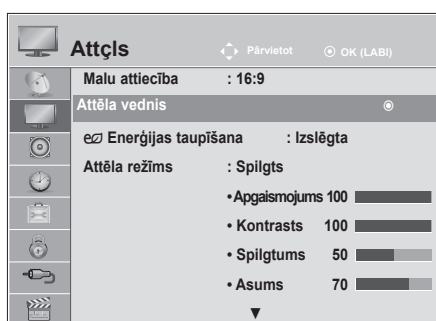 Attçls Pārvietot OK (LABI)
Malu attiecība : 16:9
Attēla vednis
Enerģijas taupīšana : Izslēgta
Attēla režīms : Spilgts
•Apgaismojums 100
• Kontrasts 100
• Spilgtums 50
• Asums 70